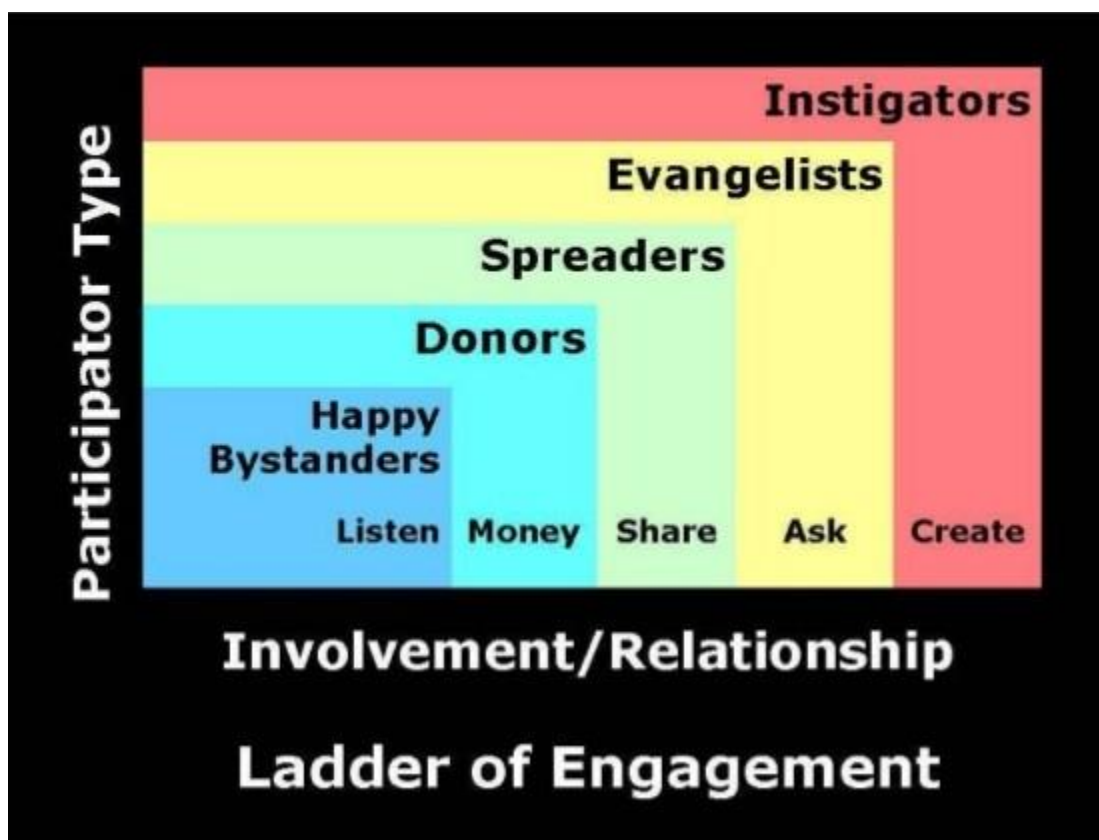 Participator Type
Instigators
Evangelists
Spreaders
Donors
Happy
Bystanders
Listen
Money
Share
Ask
Create
Involvement/Relationship
Ladder of Engagement